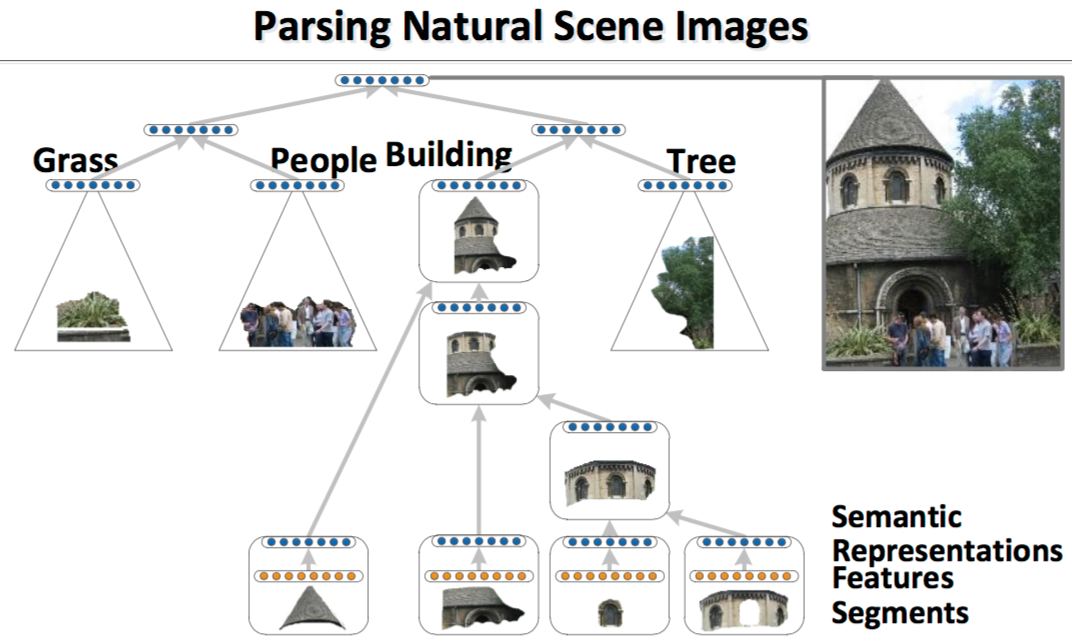 Parsing Natural Scene Images
Grass
People
Building
Tree
Semantic
Representations
Features
Segments